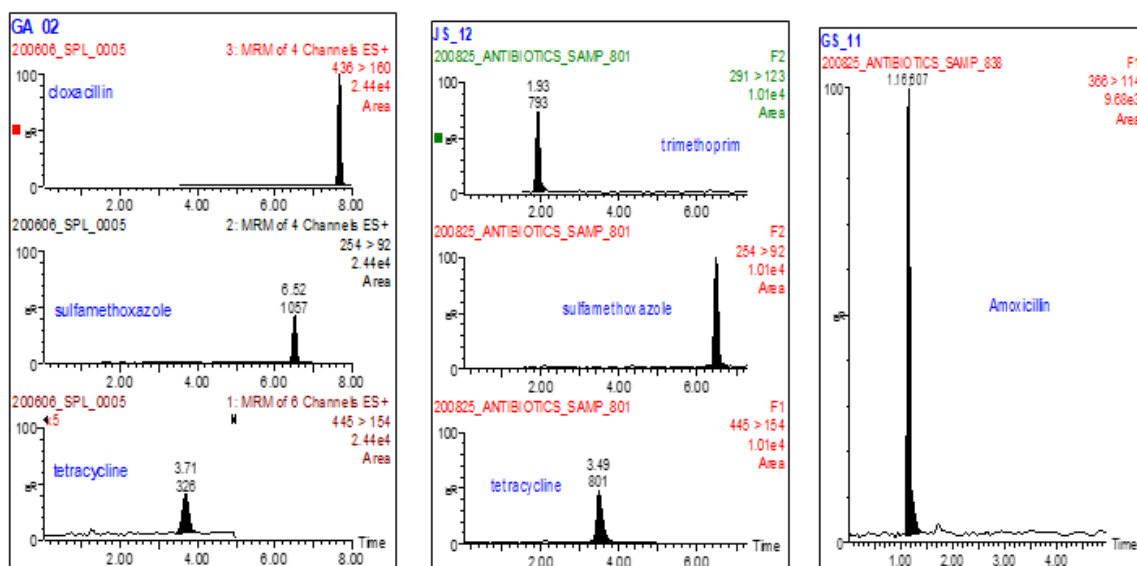 GA_02
200606_SPL_0005
3: MRM of 4 Channels ES+
436 > 160
2.44e4
Area
cloxacillin
100
%
0
2.00 4.00 6.00 8.00
200606_SPL_0005
2: MRM of 4 Channels ES+
254 > 92
2.44e4
Area
sulfamethoxazole
6.52
1057
100
%
0
2.00 4.00 6.00 8.00
200606_SPL_0005
1: MRM of 6 Channels ES+
x5
445 > 154
2.44e4
Area
tetracycline
3.71
326
100
%
0
Time
2.00 4.00 6.00 8.00
JS_12
200825_ANTIBIOTICS_SAMP_801
F2
291 > 123
1.01e4
Area
1.93
793
trimethoprim
100
%
0
2.00 4.00 6.00
200825_ANTIBIOTICS_SAMP_801
F2
254 > 92
1.01e4
Area
sulfamethoxazole
100
%
0
2.00 4.00 6.00
200825_ANTIBIOTICS_SAMP_801
F1
445 > 154
1.01e4
Area
3.49
801
tetracycline
100
%
0
Time
2.00 4.00 6.00
GS_11
200825_ANTIBIOTICS_SAMP_838
F1
366 > 114
9.68e3
Area
Amoxicillin
100
%
0
Time
1.00 2.00 3.00 4.00